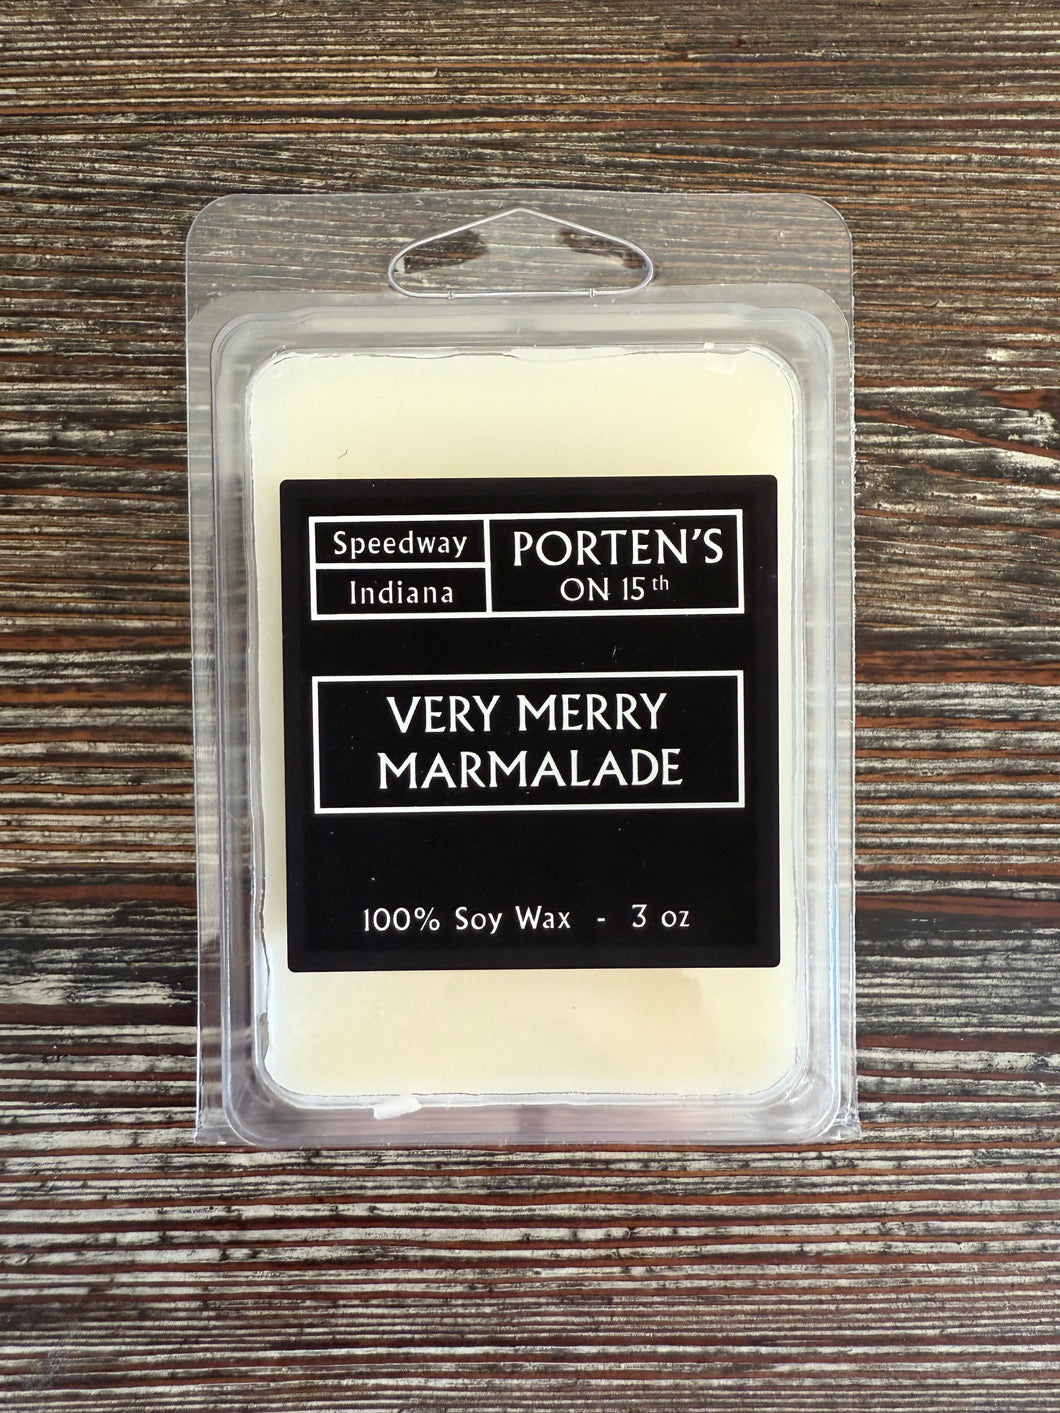 Speedway
Indiana
PORTEN'S
ON 15th
VERY MERRY
MARMALADE
100% Soy Wax - 3 oz